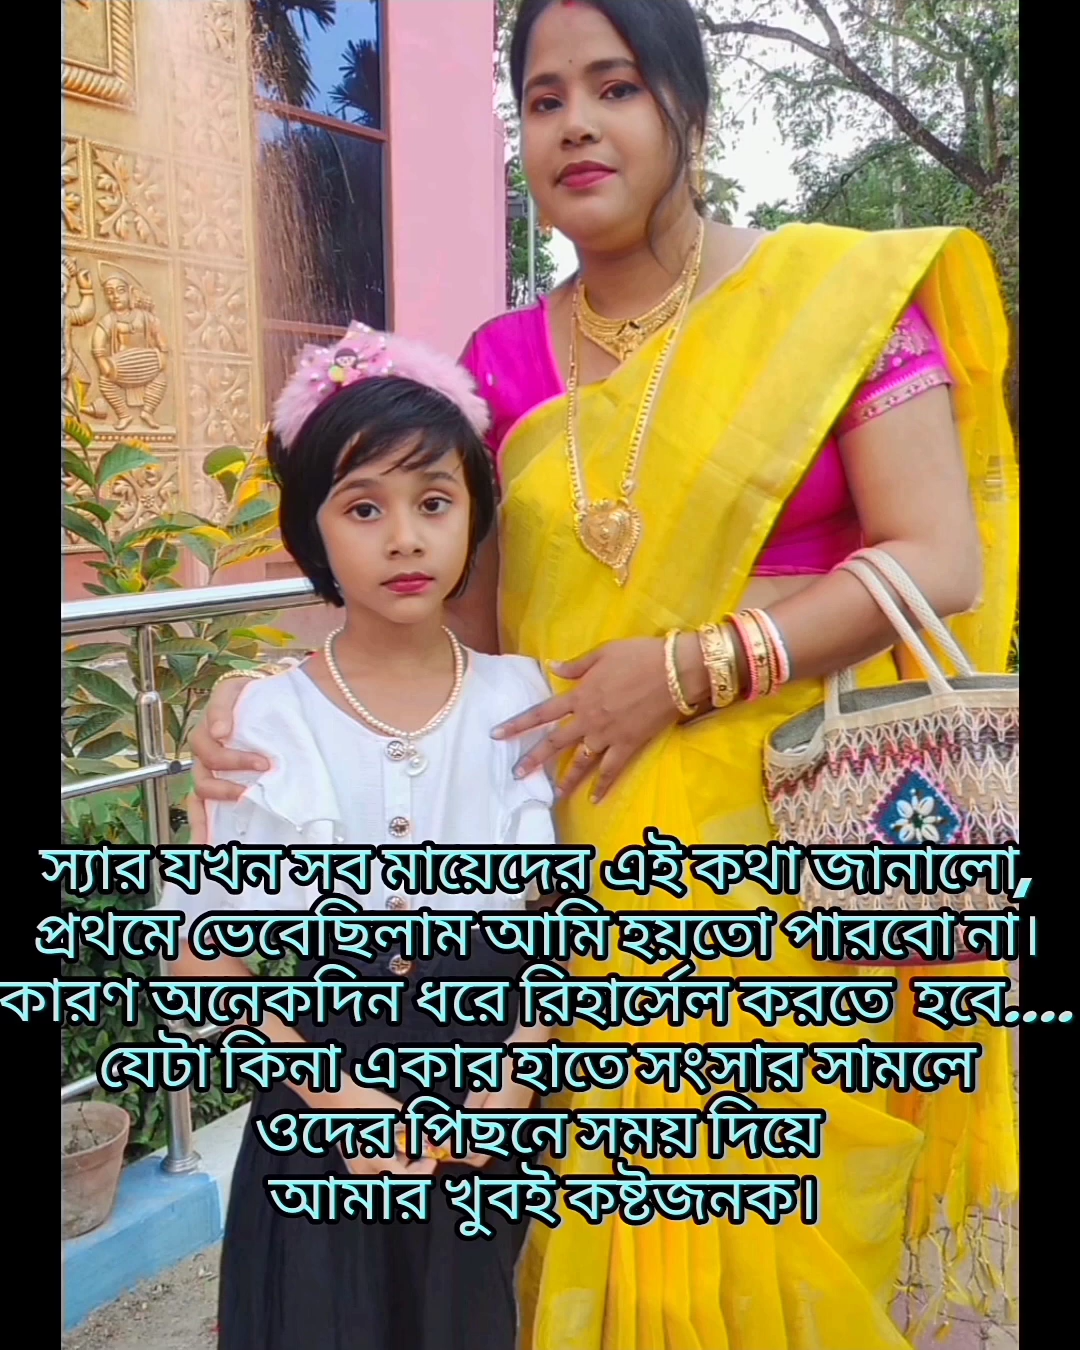 স্যার যখন সব মায়েদের এই কথা জানালো,
প্রথমে ভেবেছিলাম আমি হয়তো পারবো না।
কারণ অনেকদিন ধরে রিহার্সেল করতে হবে....
যেটা কিনা একার হাতে সংসার সামলে
ওদের পিছনে সময় দিয়ে
আমার খুবই কষ্টজনক।